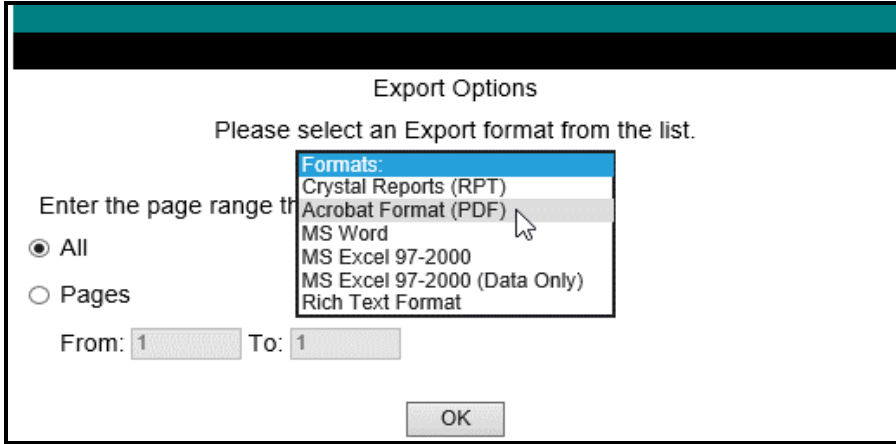 Export Options
Please select an Export format from the list.
Formats:
Crystal Reports (RPT)
Enter the page range
Acrobat Format (PDF)
MS Word
All
MS Excel 97-2000
MS Excel 97-2000 (Data Only)
Pages
Rich Text Format
From: 1 To: 1
OK